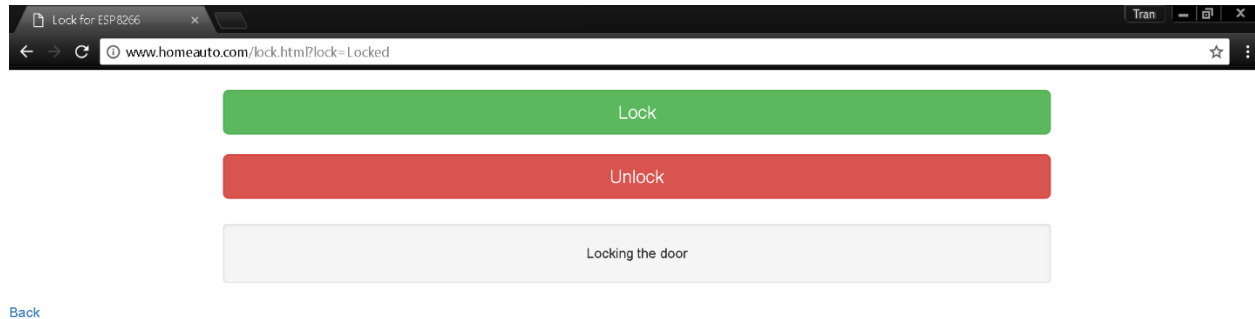 Lock for ESP8266
Tran
www.homeauto.com/lock.html?lock=Locked
Lock
Unlock
Locking the door
Back